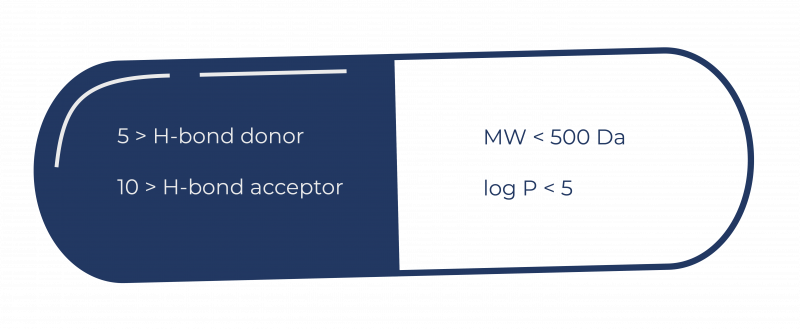 5 > H-bond donor
10 > H-bond acceptor
MW < 500 Da
log P < 5